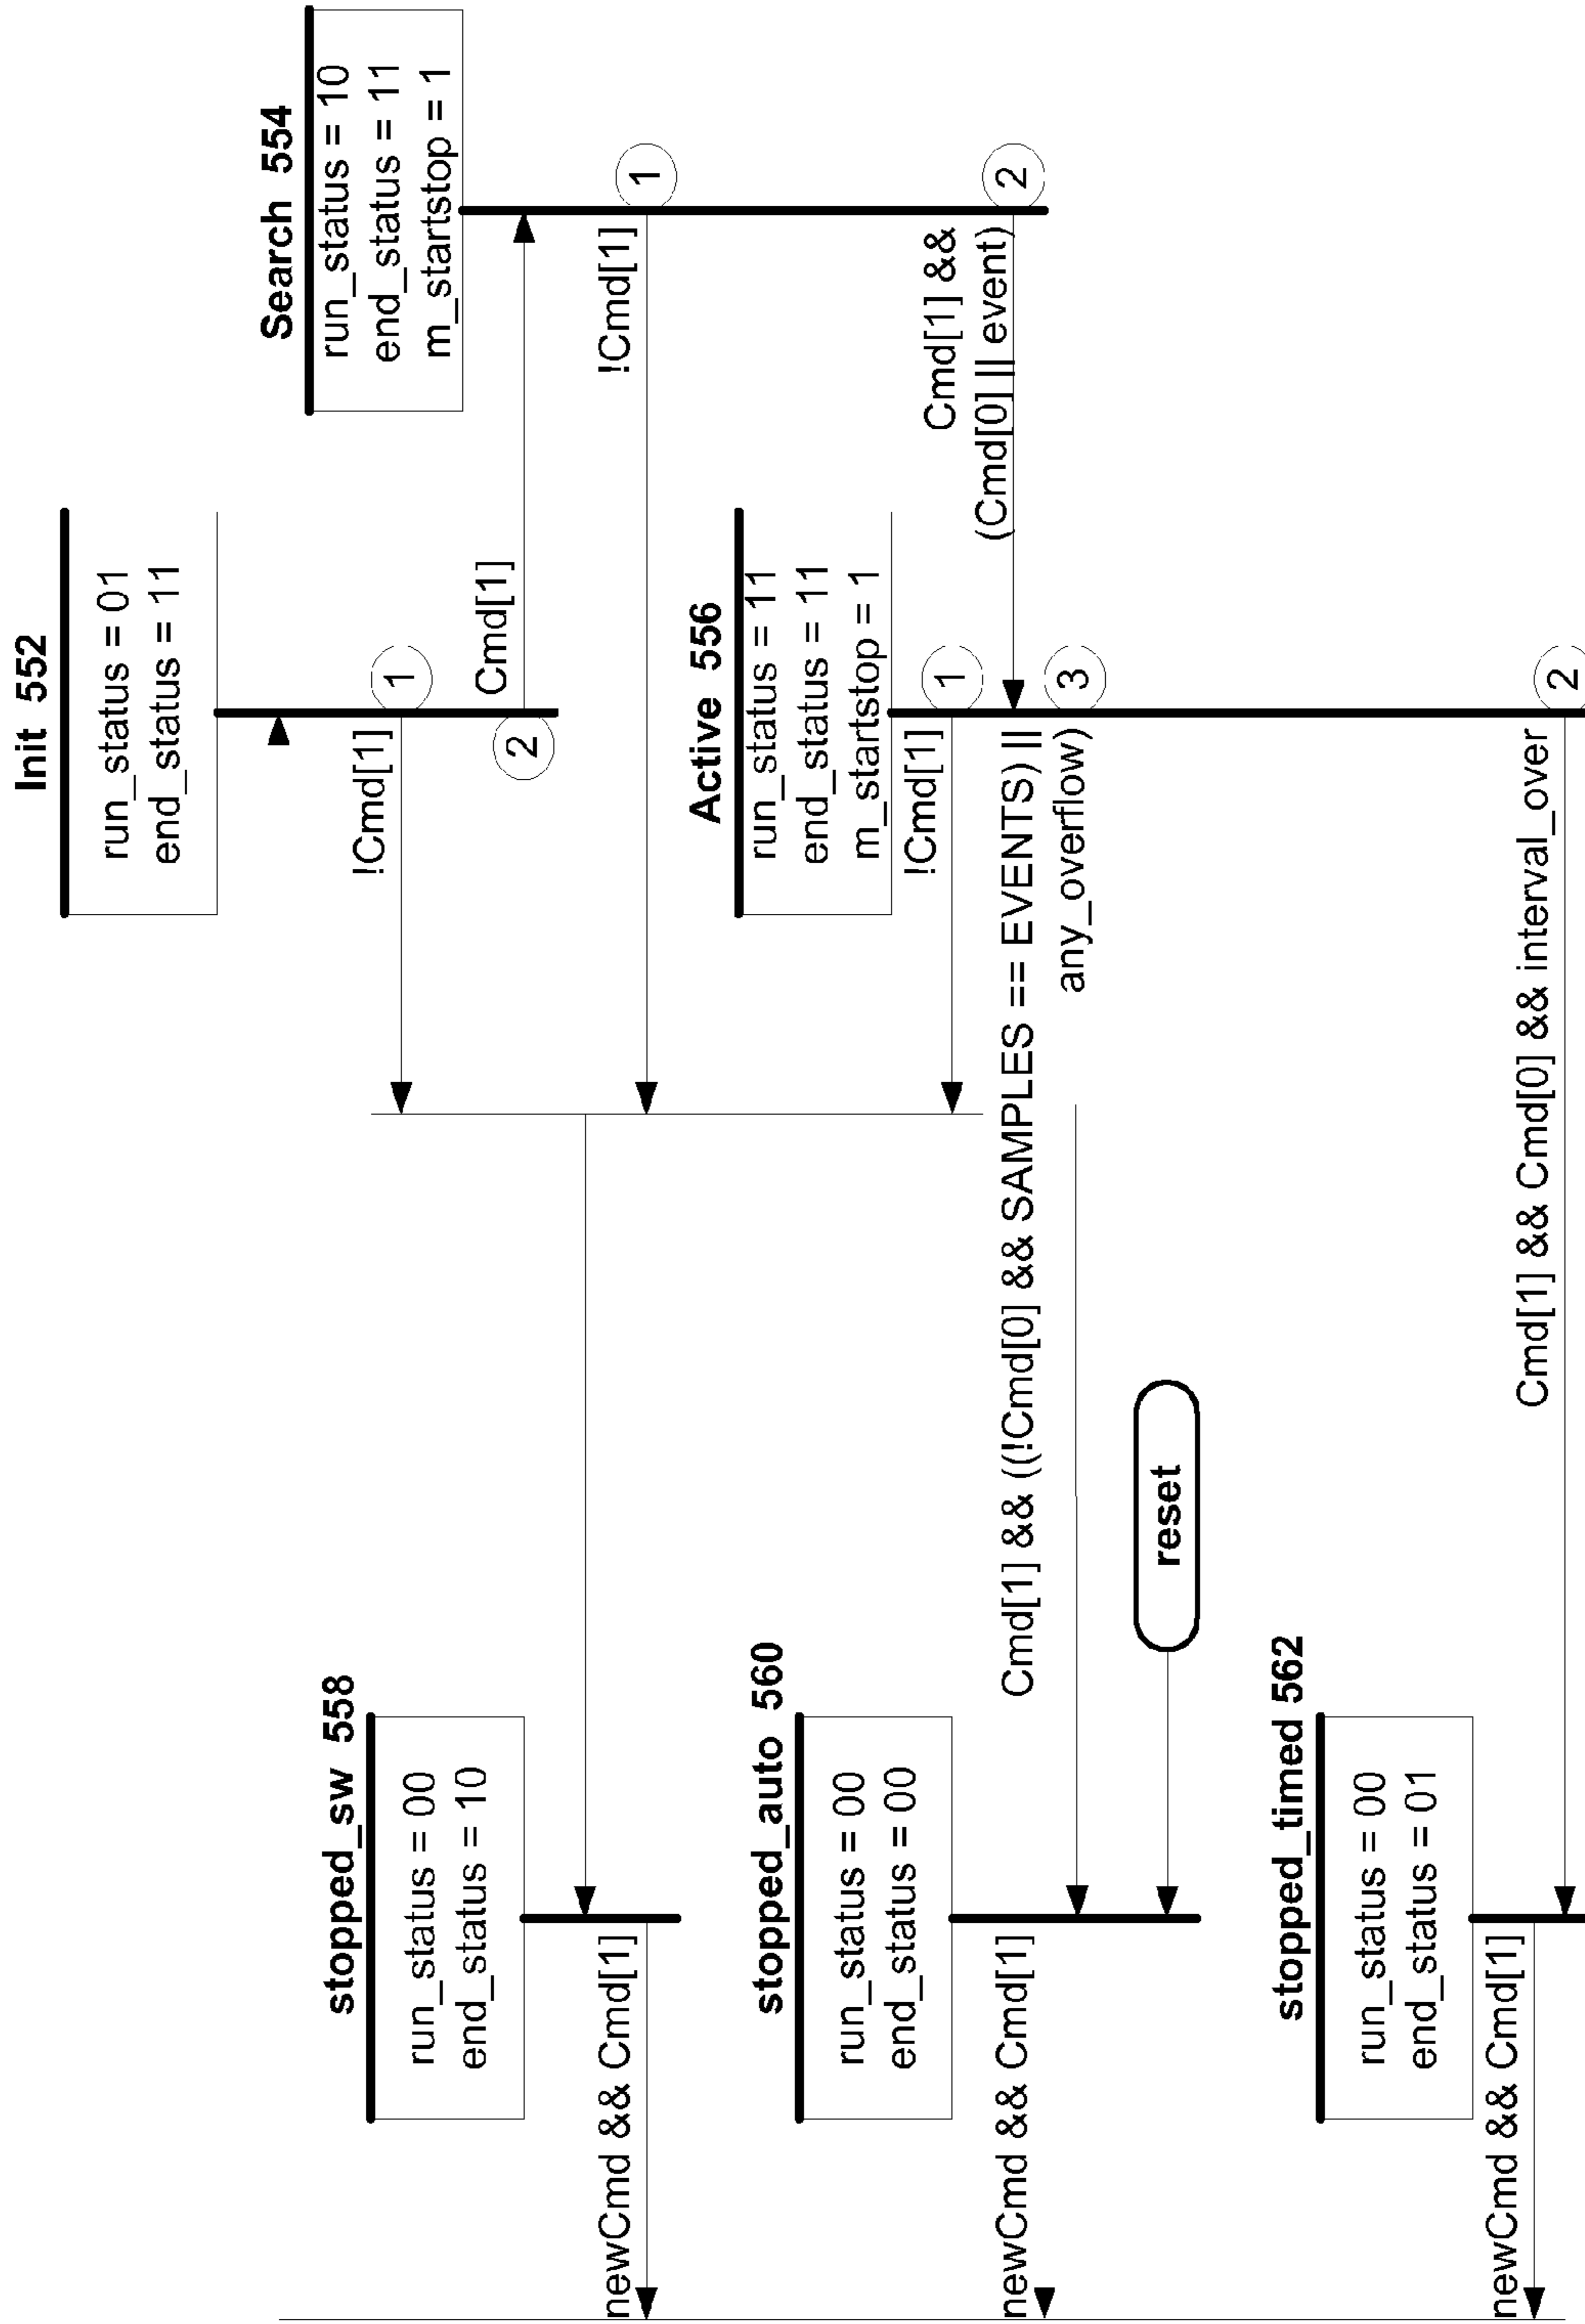 Init 552
run_status = 01
end_status = 11
!Cmd[1]
1
2
Cmd[1]
Search 554
run_status = 10
end_status = 11
m_startstop = 1
!Cmd[1]
1
Cmd[1] &&
(Cmd[0] || event)
2
Active 556
run_status = 11
end_status = 11
m_startstop = 1
!Cmd[1]
1
Cmd[1] && ((!Cmd[0] && SAMPLES == EVENTS) ||
any_overflow)
3
Cmd[1] && Cmd[0] && interval_over
2
stopped_sw 558
run_status = 00
end_status = 10
newCmd && Cmd[1]
stopped_auto 560
run_status = 00
end_status = 00
newCmd && Cmd[1]
reset
stopped_timed 562
run_status = 00
end_status = 01
newCmd && Cmd[1]